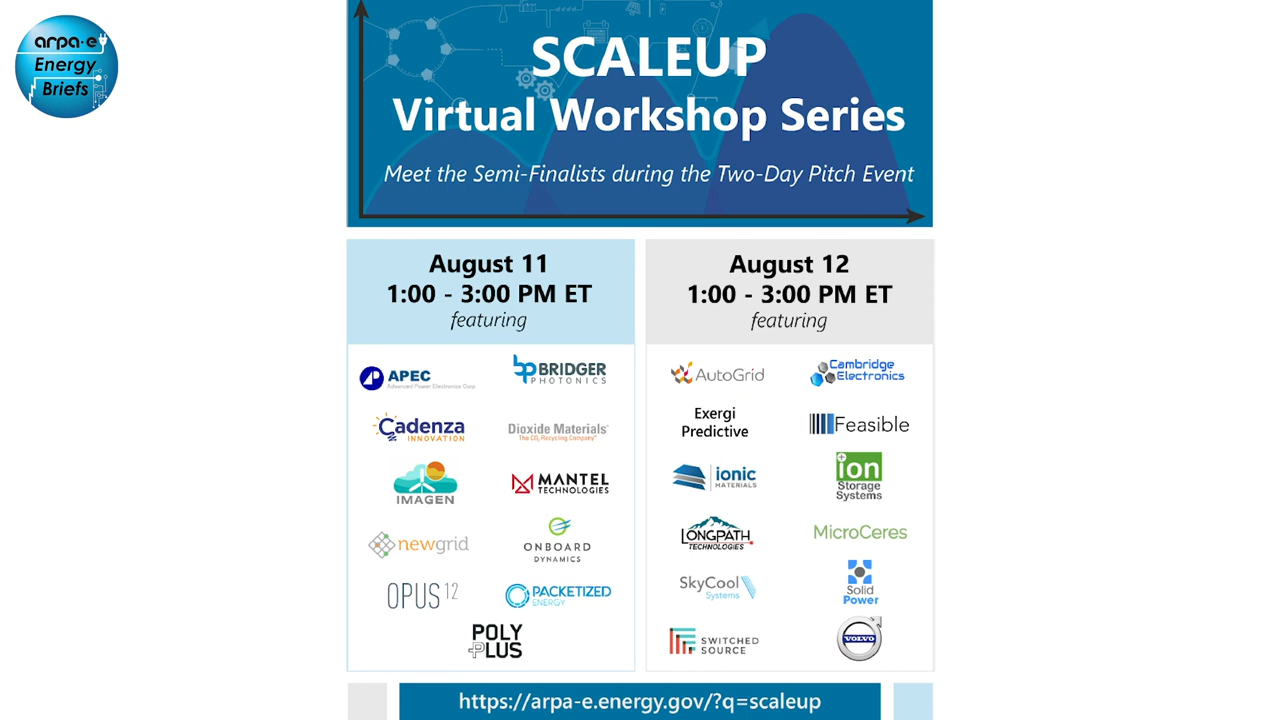 arpa·e
Energy
Briefs
SCALEUP
Virtual Workshop Series
Meet the Semi-Finalists during the Two-Day Pitch Event
August 11
1:00 - 3:00 PM ET
featuring
APEC
Advanced Power Electronics Corp.
BRIDGER
PHOTONICS
Cadenza
INNOVATION
Dioxide Materials
The CO₂ Recycling Company™
IMAGEN
MANTEL
TECHNOLOGIES
newgrid
ONBOARD
DYNAMICS
OPUS 12
PACKETIZED
ENERGY
POLY
PLUS
August 12
1:00 - 3:00 PM ET
featuring
AutoGrid
Cambridge
Electronics
Exergi
Predictive
Feasible
ionic
MATERIALS
ion
Storage
Systems
LONGPATH
TECHNOLOGIES
MicroCeres
SkyCool
Systems
Solid
Power
SWITCHED
SOURCE
VOLVO
https://arpa-e.energy.gov/?q=scaleup